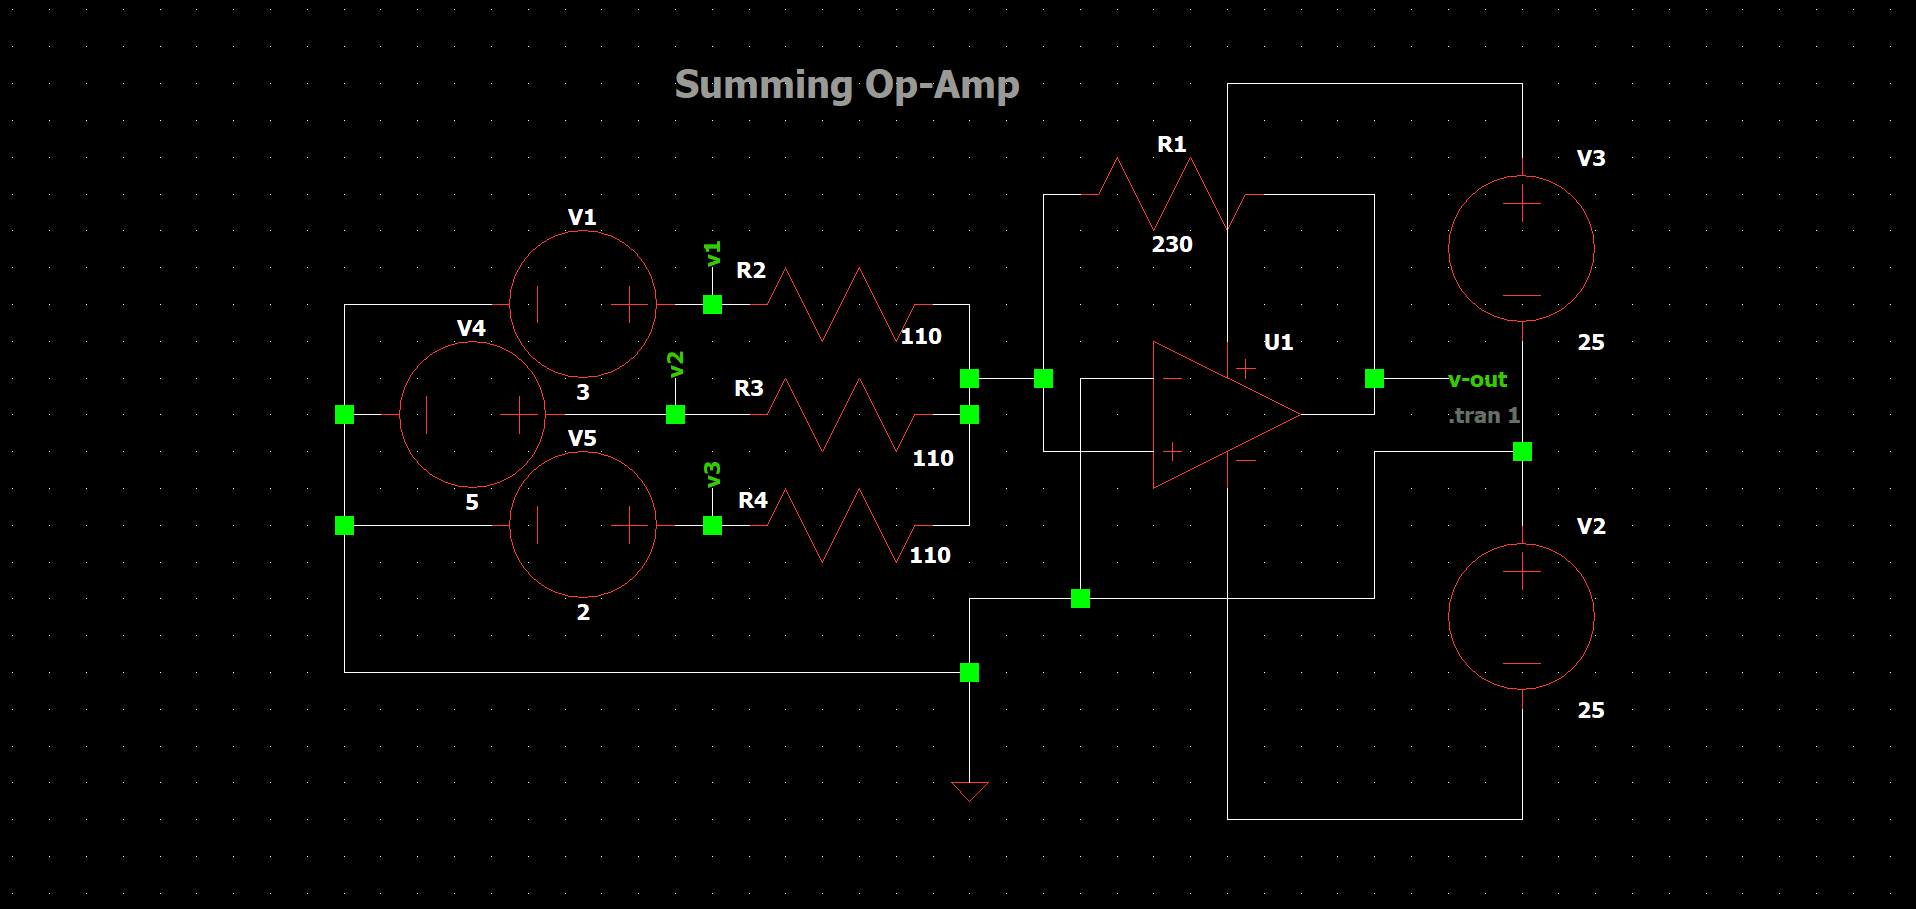 Summing Op-Amp
R1
230
V3
25
V1
3
v1
R2
110
V4
5
v2
R3
110
U1
v-out
.tran 1
V5
2
v3
R4
110
V2
25